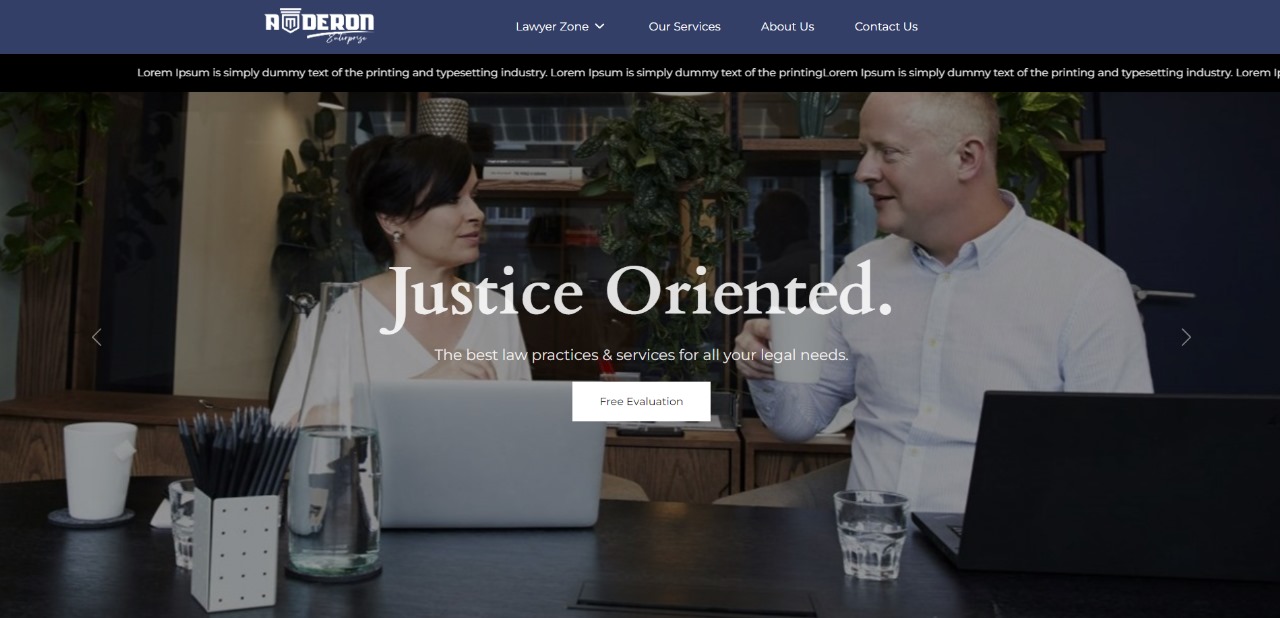 AMDERON
Enterprise
Lawyer Zone
Our Services
About Us
Contact Us
Lorem Ipsum is simply dummy text of the printing and typesetting industry. Lorem Ipsum is simply dummy text of the printingLorem Ipsum is simply dummy text of the printing and typesetting industry. Lorem Ip
Justice Oriented.
The best law practices & services for all your legal needs.
Free Evaluation